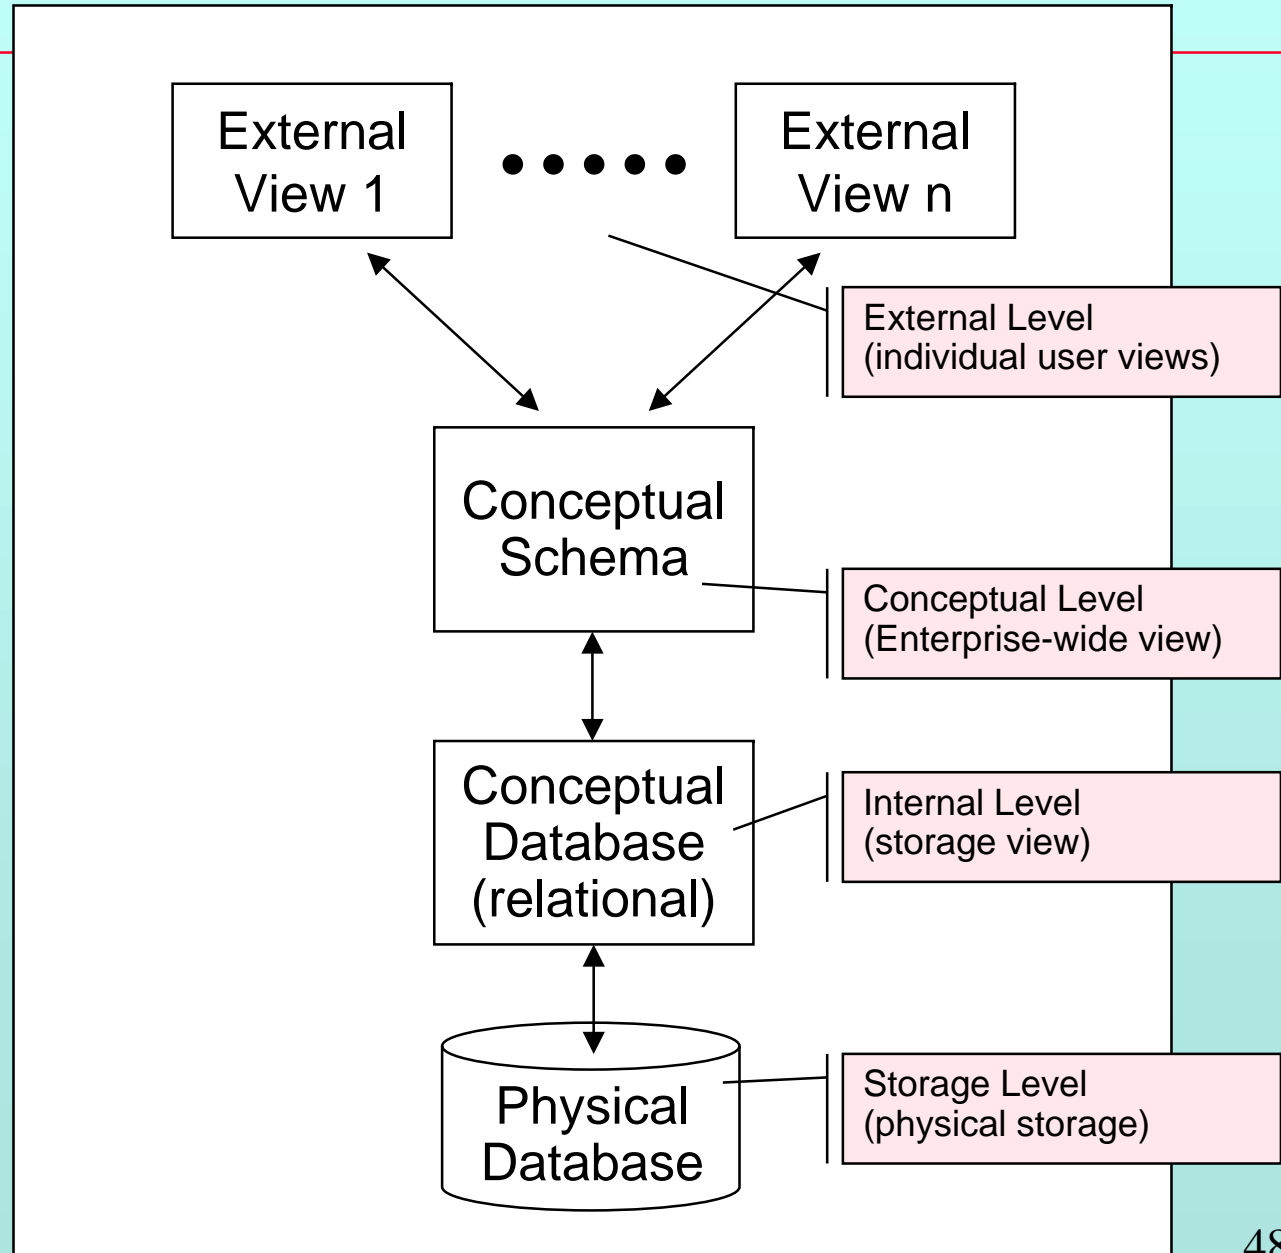 External
View 1
External
View n
External Level
(individual user views)
Conceptual
Schema
Conceptual Level
(Enterprise-wide view)
Conceptual
Database
(relational)
Internal Level
(storage view)
Physical
Database
Storage Level
(physical storage)
48